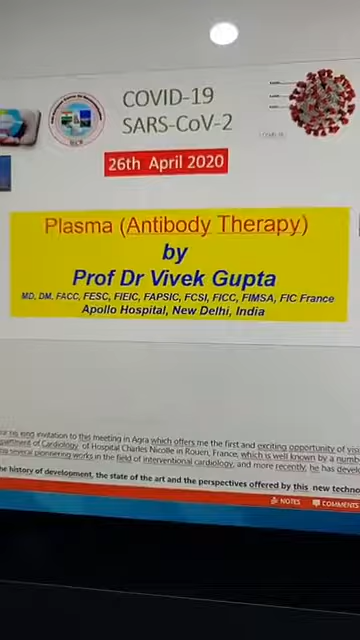 COVID-19
SARS-CoV-2
26th April 2020
Plasma (Antibody Therapy)
by
Prof Dr Vivek Gupta
MD, DM, FACC, FESC, FIEIC, FAPSIC, FCSI, FICC, FIMSA, FIC France
Apollo Hospital, New Delhi, India
invitation to this meeting in Agra which offers me the first and exciting opportunity of
of Cardiology of Hospital Charles Nicolle in Rouen, France, which is well known by a
several pioneering works in the field of interventional cardiology, and more recently, he has
the history of development, the state of the art and the perspectives offered by this new
NOTES COMMENTS